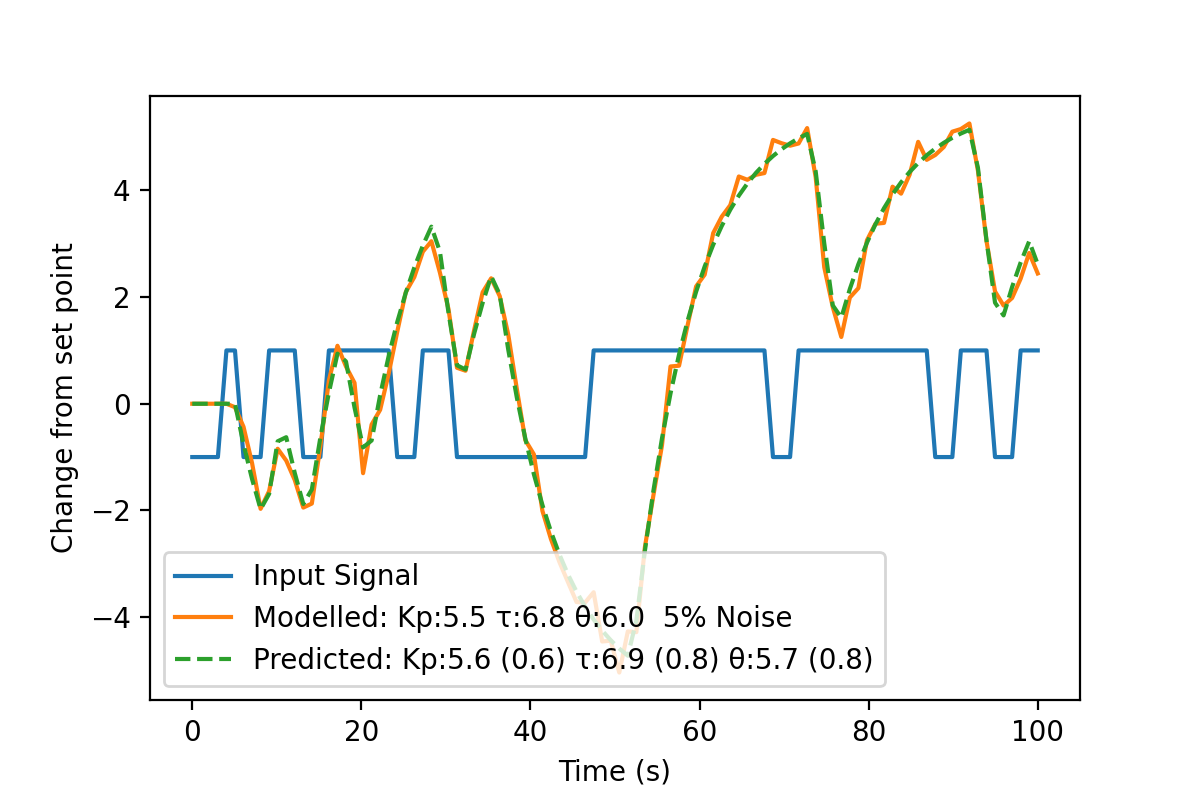 4
2
0
−2
−4
Change from set point
Input Signal
Modelled: Kp:5.5 τ:6.8 θ:6.0  5% Noise
Predicted: Kp:5.6 (0.6) τ:6.9 (0.8) θ:5.7 (0.8)
0 20 40 60 80 100
Time (s)